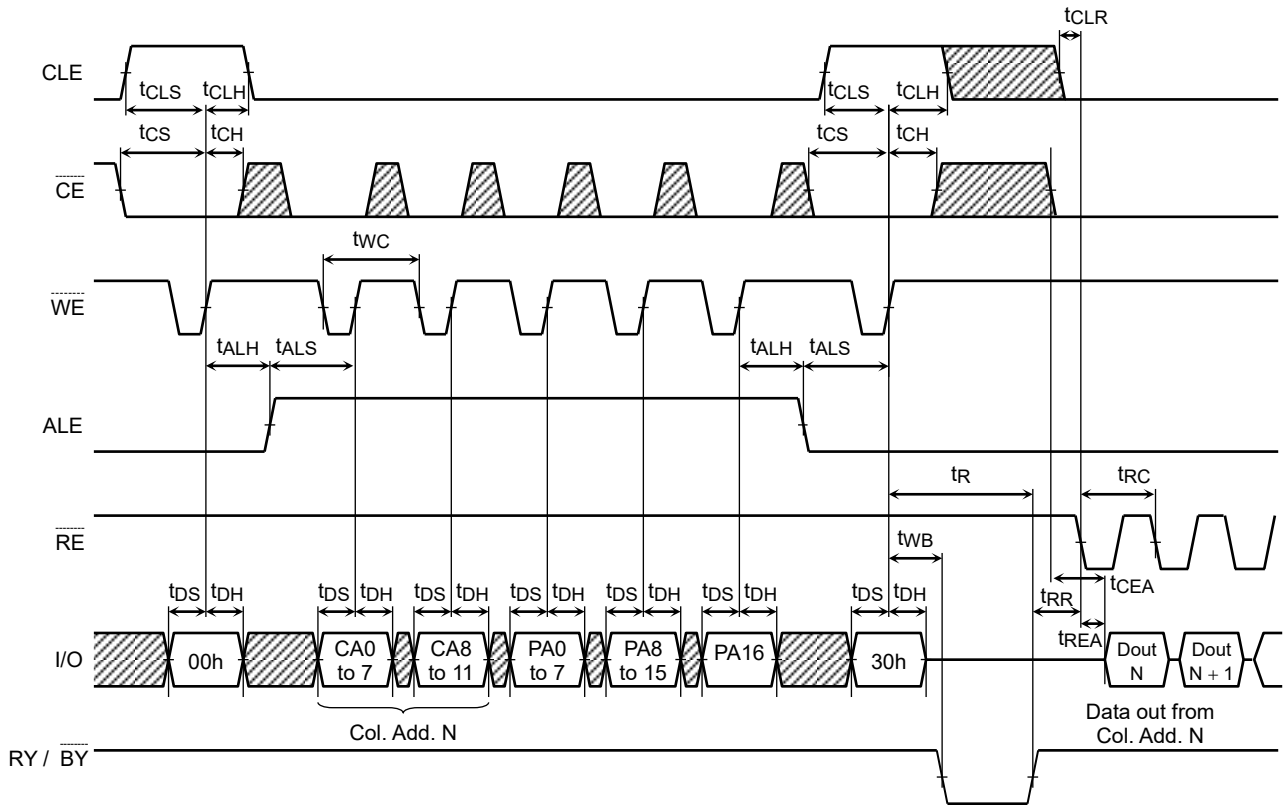 tCLR
CLE
tCLS tCLH tCLS tCLH
tCS tCH tCS tCH
CE
tWC
WE
tALH tALS tALH tALS
ALE
tR tRC
RE
tWB
tDS tDH tDS tDH tDS tDH tDS tDH tDS tDH tDS tDH tDS tDH tCEA
tRR
tREA
I/O 00h CA0 to 7 CA8 to 11 PA0 to 7 PA8 to 15 PA16 30h Dout N Dout N + 1
Col. Add. N
Data out from
Col. Add. N
RY / BY